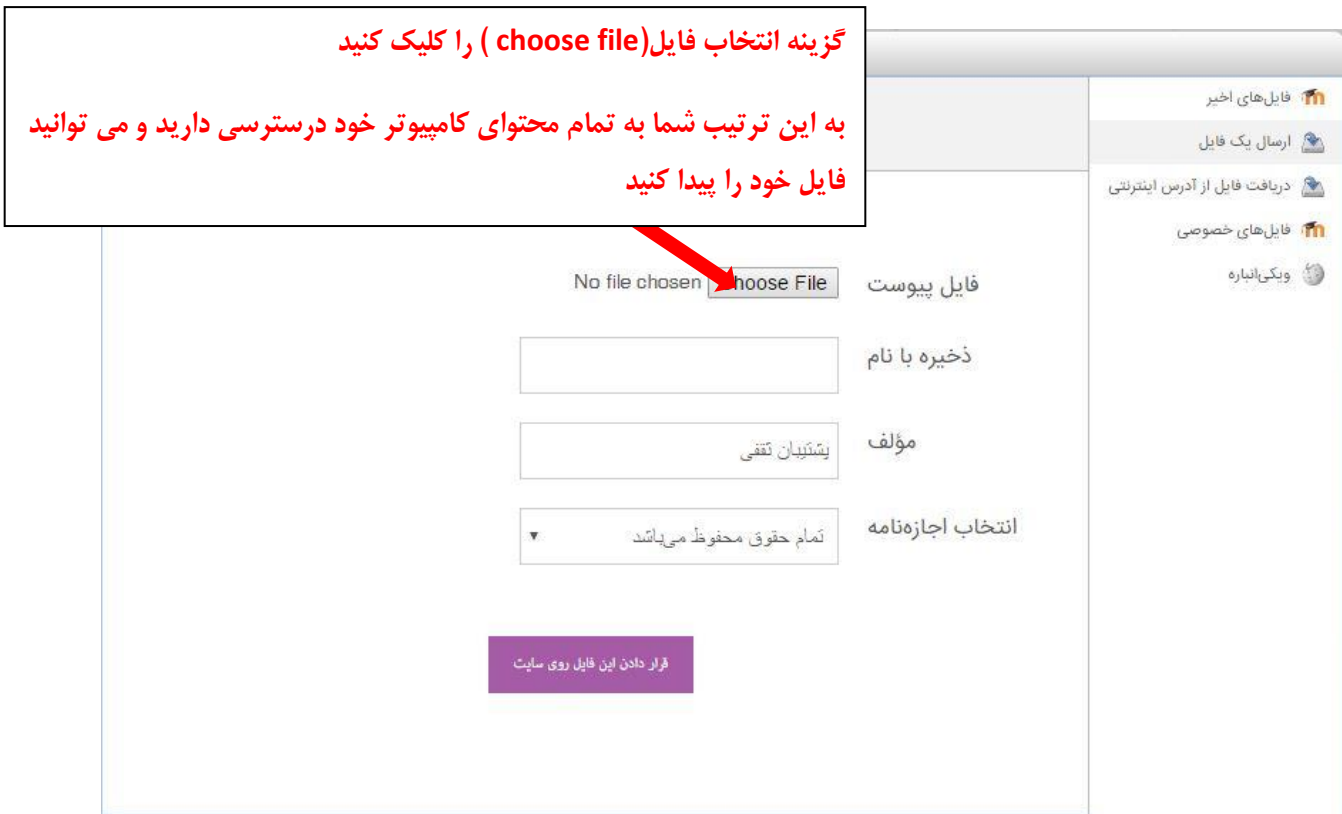 گزینه انتخاب فایل(choose file ) را کلیک کنید
به این ترتیب شما به تمام محتوای کامپیوتر خود درسترسی دارید و می توانید
فایل خود را پیدا کنید
فایل‌های اخیر
ارسال یک فایل
دریافت فایل از آدرس اینترنتی
فایل‌های خصوصی
ویکی‌انباره
فایل پیوست
hoose File No file chosen
ذخیره با نام
مؤلف
پشتیبان ثقفی
انتخاب اجازه‌نامه
تمام حقوق محفوظ می‌باشد
قرار دادن این فایل روی سایت